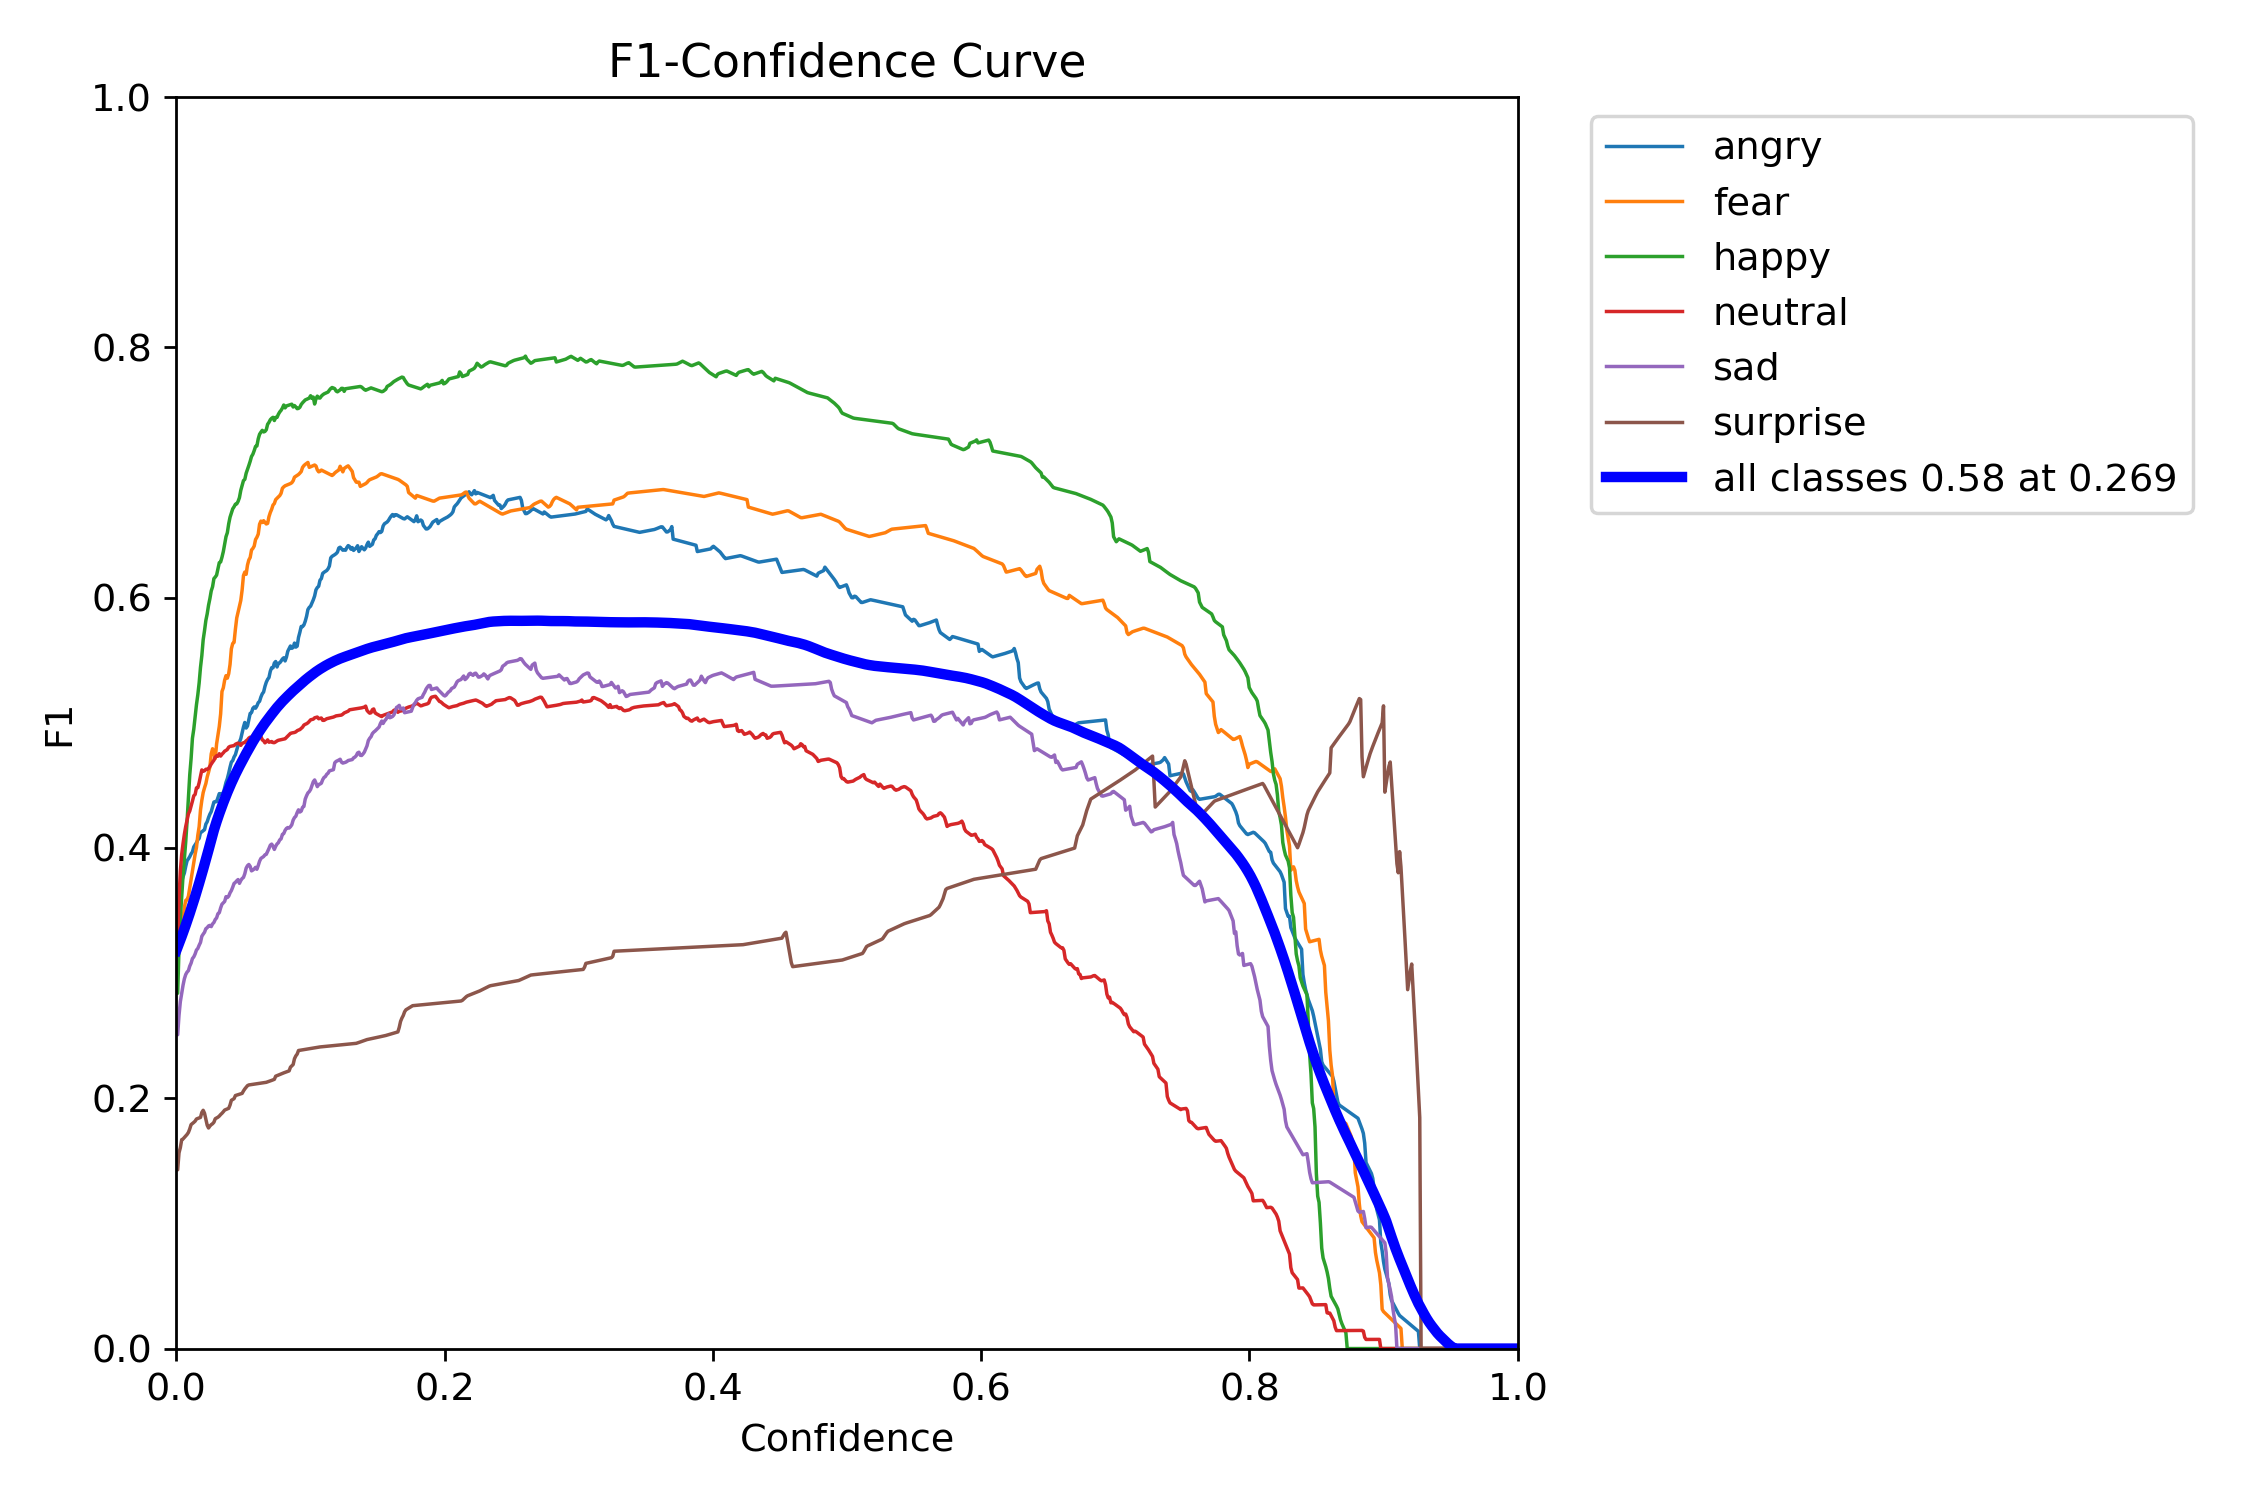 F1-Confidence Curve
1.0
0.8
0.6
0.4
0.2
0.0
F1
0.0 0.2 0.4 0.6 0.8 1.0
Confidence
angry
fear
happy
neutral
sad
surprise
all classes 0.58 at 0.269